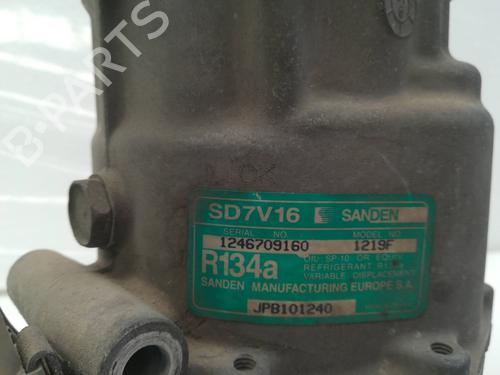 B-PARTS
SD7V16 SANDEN
SERIAL NO. MODEL NO.
1246709160 1219F
R134a OIL: SP-10 OR EQUIV.
REFRIGERANT
VARIABLE DISPLACEMENT
SANDEN MANUFACTURING EUROPE S.A.
JPB101240